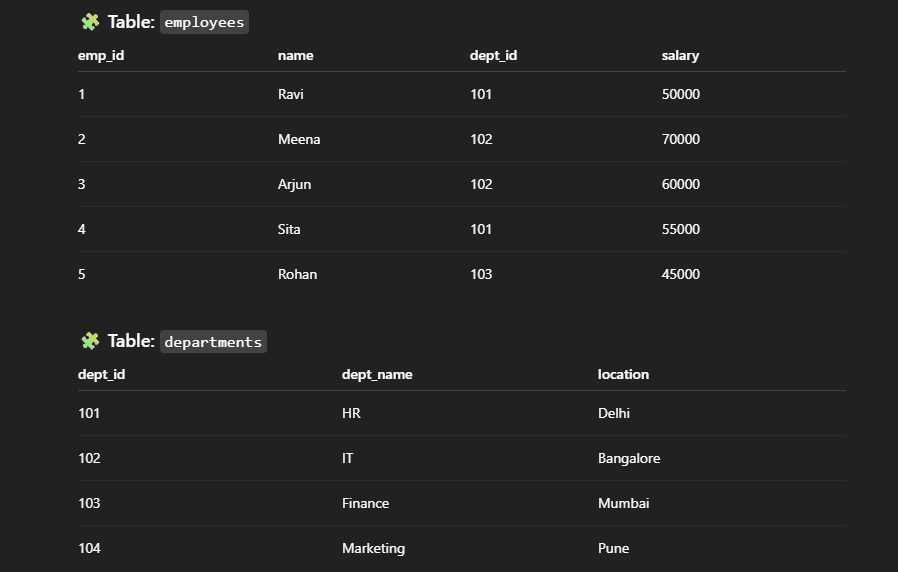 Table: employees
emp_id name dept_id salary
1 Ravi 101 50000
2 Meena 102 70000
3 Arjun 102 60000
4 Sita 101 55000
5 Rohan 103 45000
Table: departments
dept_id dept_name location
101 HR Delhi
102 IT Bangalore
103 Finance Mumbai
104 Marketing Pune